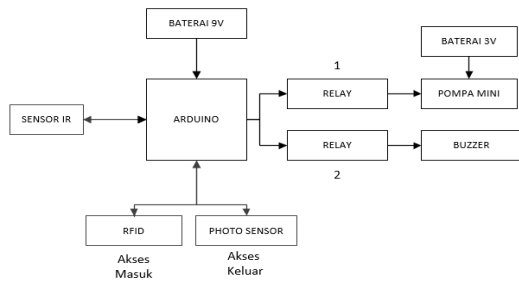 BATERAI 9V
BATERAI 3V
1
SENSOR IR
ARDUINO
RELAY
POMPA MINI
RELAY
BUZZER
2
RFID
PHOTO SENSOR
Akses
Masuk
Akses
Keluar